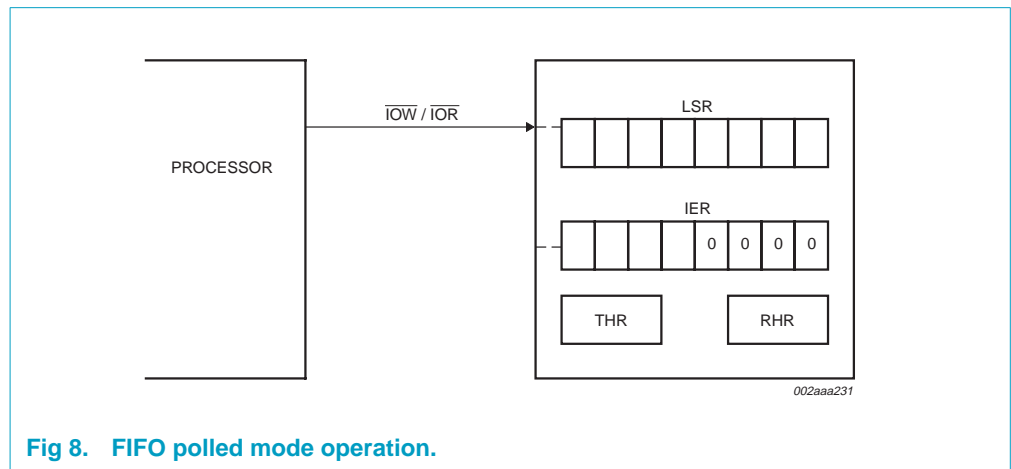 IOW / IOR
LSR
PROCESSOR
IER
0 0 0 0
THR RHR
002aaa231
Fig 8. FIFO polled mode operation.